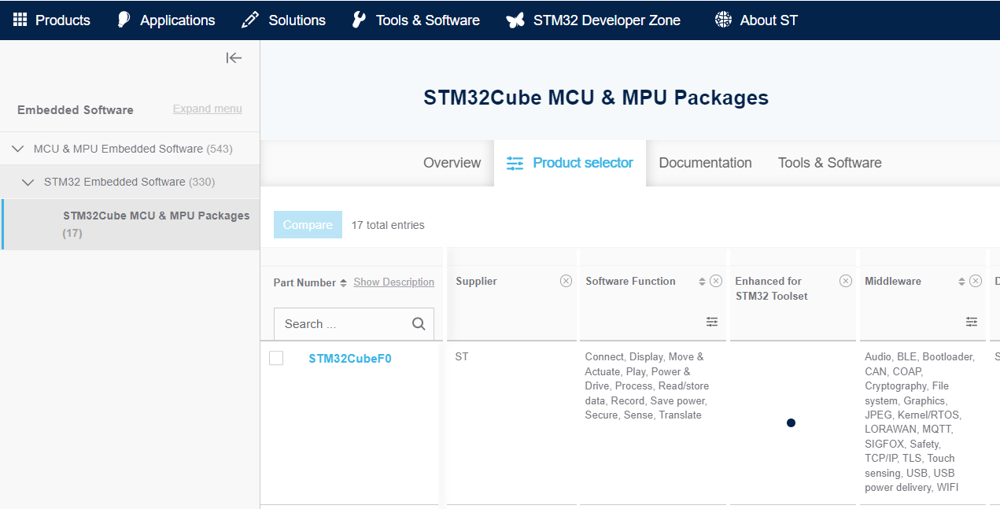 Products Applications Solutions Tools & Software STM32 Developer Zone About ST
Embedded Software Expand menu
MCU & MPU Embedded Software (543)
STM32 Embedded Software (330)
STM32Cube MCU & MPU Packages
(17)
STM32Cube MCU & MPU Packages
Overview Product selector Documentation Tools & Software
Compare 17 total entries
Part Number Show Description
Search ...
Supplier
Software Function
Enhanced for
STM32 Toolset
Middleware
D
STM32CubeF0
ST
Connect, Display, Move &
Actuate, Play, Power &
Drive, Process, Read/store
data, Record, Save power,
Secure, Sense, Translate
Audio, BLE, Bootloader,
CAN, COAP,
Cryptography, File
system, Graphics,
JPEG, Kernel/RTOS,
LORAWAN, MQTT,
SIGFOX, Safety,
TCP/IP, TLS, Touch
sensing, USB, USB
power delivery, WIFI
S